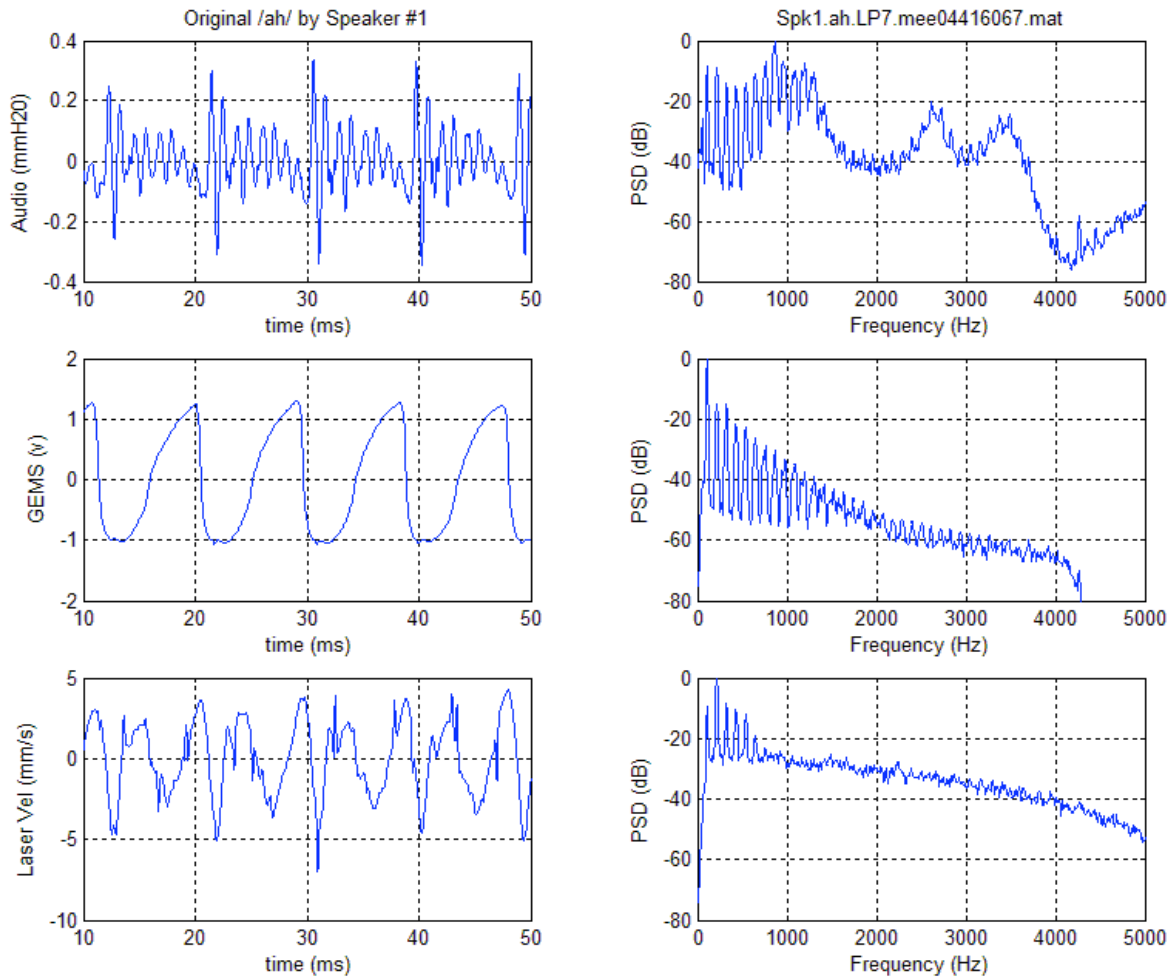 Original /ah/ by Speaker #1
Spk1.ah.LP7.mee04416067.mat
Audio (mmH20)
0.4
0.2
0
-0.2
-0.4
10 20 30 40 50
time (ms)
PSD (dB)
0
-20
-40
-60
-80
0 1000 2000 3000 4000 5000
Frequency (Hz)
GEMS (v)
2
1
0
-1
-2
10 20 30 40 50
time (ms)
PSD (dB)
0
-20
-40
-60
-80
0 1000 2000 3000 4000 5000
Frequency (Hz)
Laser Vel (mm/s)
5
0
-5
-10
10 20 30 40 50
time (ms)
PSD (dB)
0
-20
-40
-60
-80
0 1000 2000 3000 4000 5000
Frequency (Hz)